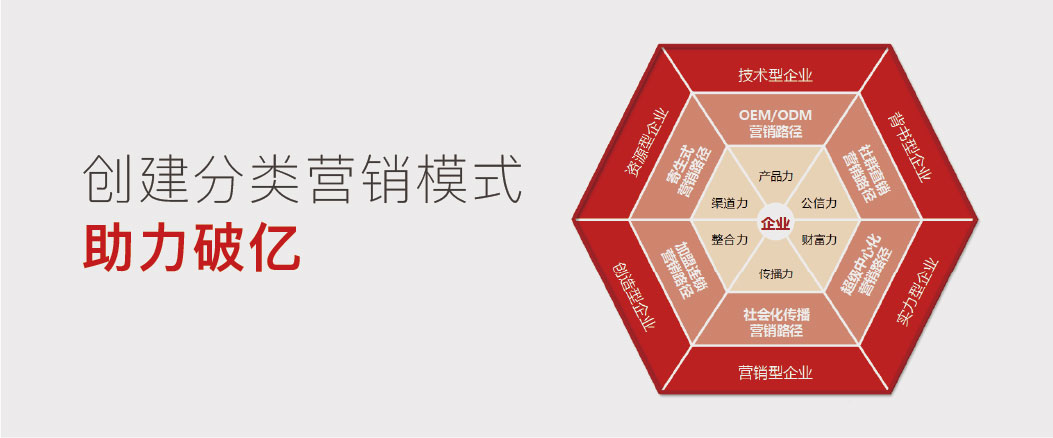 创建分类营销模式
助力破亿
技术型企业
OEM/ODM
营销路径
产品力
背书型企业
社群直销
营销路径
公信力
实力型企业
超级中心化
营销路径
财富力
营销型企业
社会化传播
营销路径
传播力
创造型企业
加盟连锁
营销路径
整合力
资源型企业
寄生式
营销路径
渠道力
企业